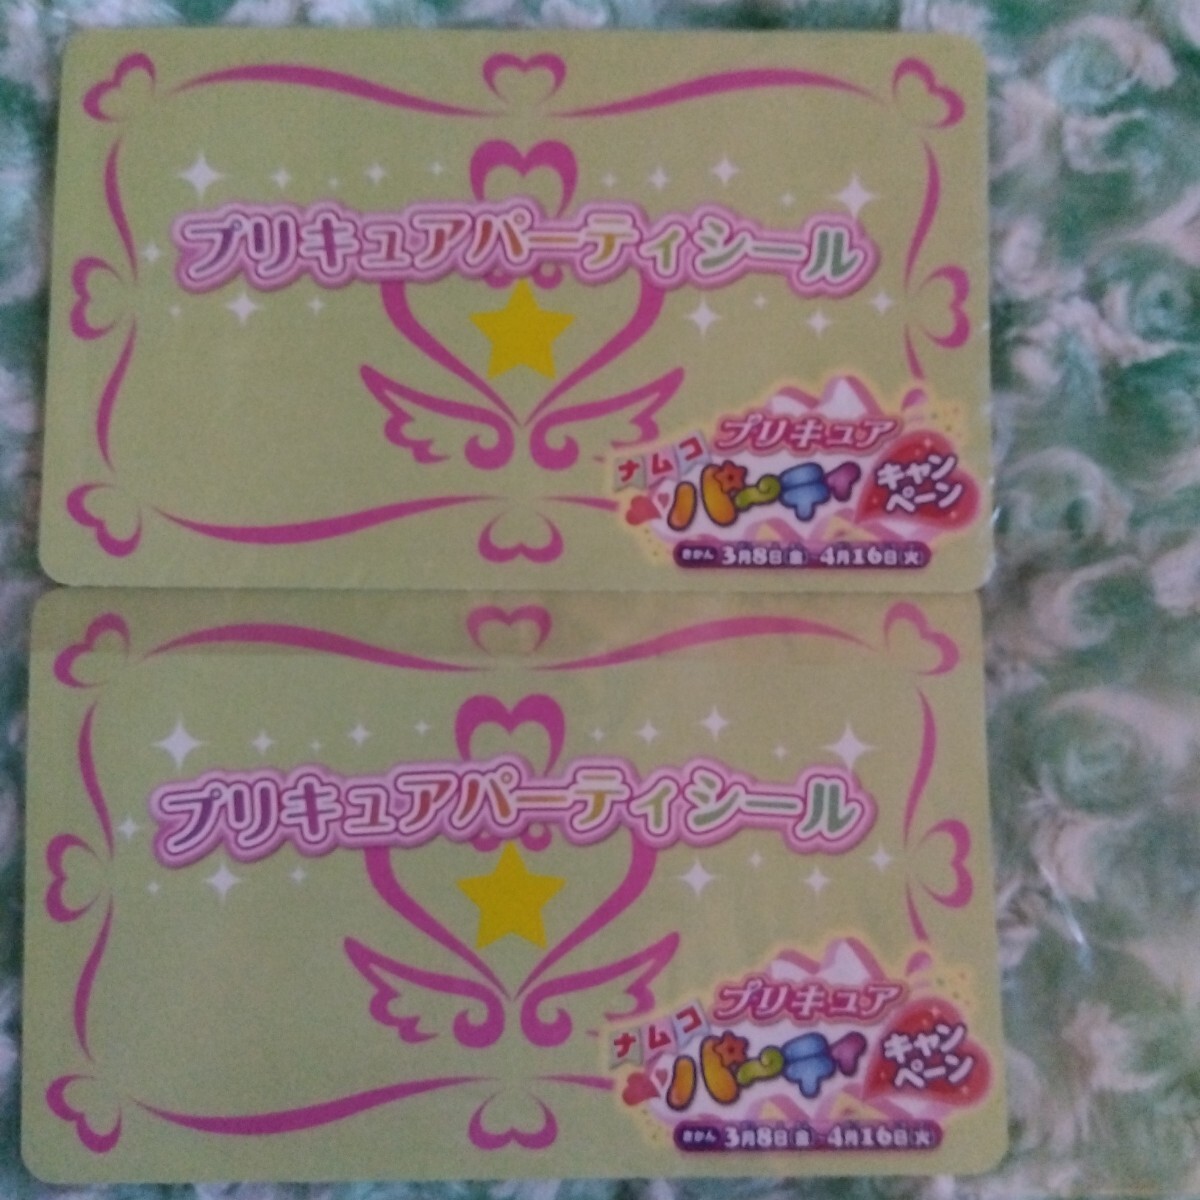 プリキュアパーティシール
プリキュア
ナムコ
パーティ
キャン
ペーン
きかん 3月8日(金)-4月16日(火)
プリキュアパーティシール
プリキュア
ナムコ
パーティ
キャン
ペーン
きかん 3月8日(金)-4月16日(火)